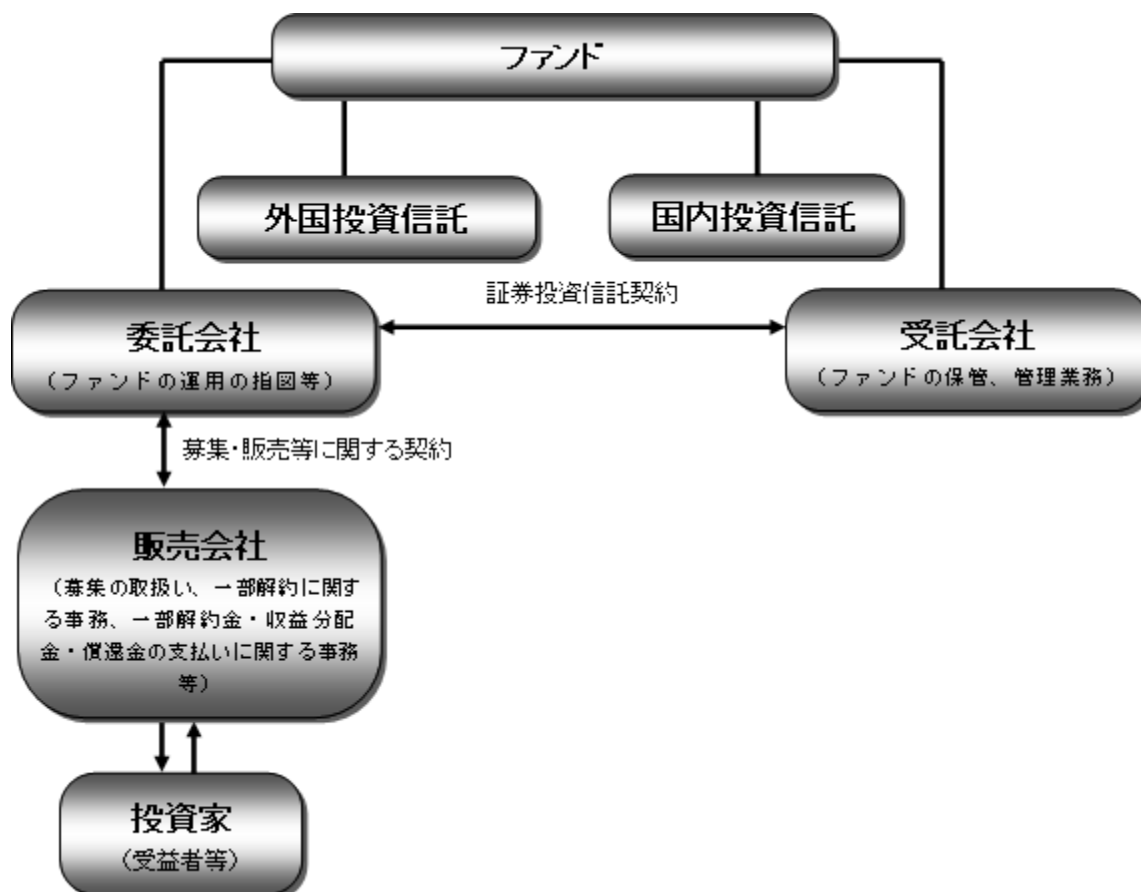 ファンド
外国投資信託
国内投資信託
証券投資信託契約
委託会社
（ファンドの運用の指図等）
受託会社
（ファンドの保管、管理業務）
募集・販売等に関する契約
販売会社
（募集の取扱い、一部解約に関す
る事務、一部解約金・収益分配
金・償還金の支払いに関する事務
等）
投資家
（受益者等）